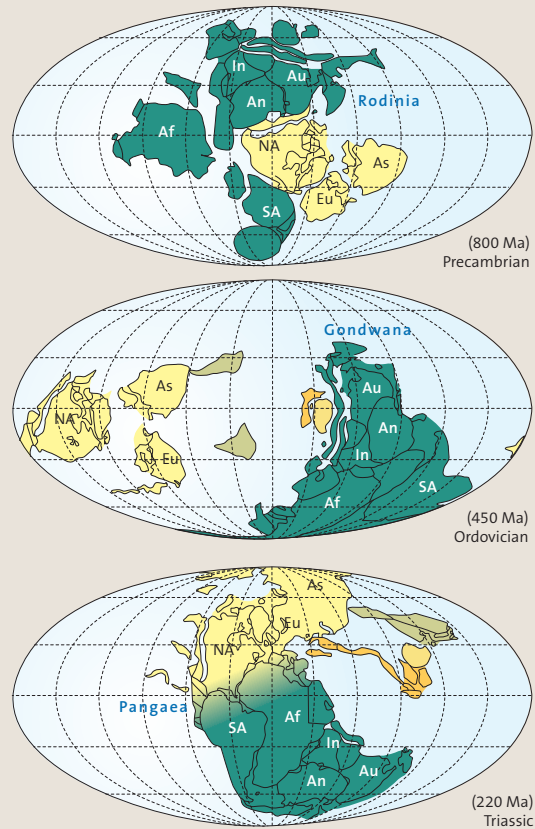 In
Au
An
Rodinia
Af
NA
As
Eu
SA
(800 Ma)
Precambrian
Gondwana
As
Au
NA
An
Eu
In
SA
Af
(450 Ma)
Ordovician
As
Eu
NA
Pangaea
Af
SA
In
Au
An
(220 Ma)
Triassic